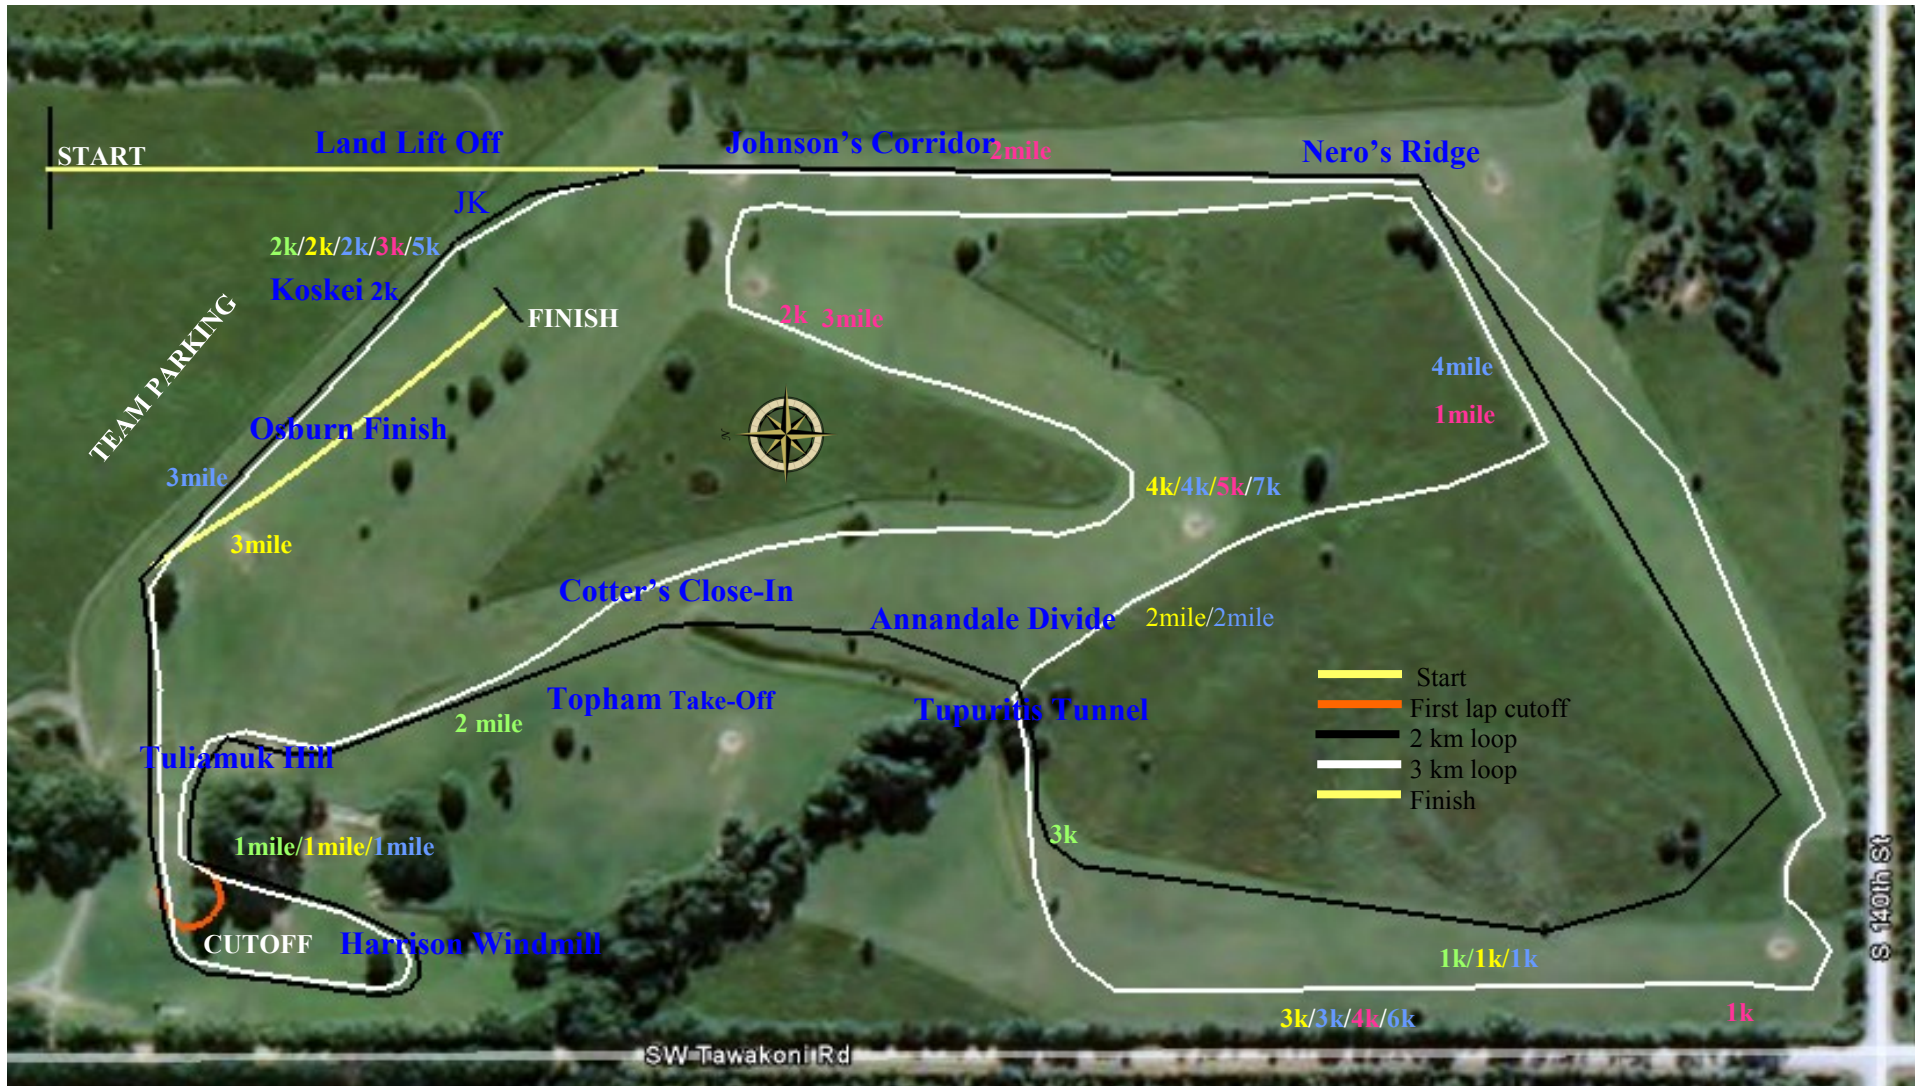 Land Lift Off
Johnson's Corridor
2mile
Nero's Ridge
START
JK
2k/2k/2k/3k/5k
Koskei 2k
FINISH
2k 3mile
TEAM PARKING
4mile
1mile
Osburn Finish
N
3mile
4k/4k/5k/7k
3mile
Cotter's Close-In
Annandale Divide
2mile/2mile
Topham Take-Off
Tupuritis Tunnel
2 mile
Start
First lap cutoff
2 km loop
3 km loop
Finish
Tuliamuk Hill
1mile/1mile/1mile
3k
CUTOFF
Harrison Windmill
1k/1k/1k
S 140th St
3k/3k/4k/6k
1k
SW Tawakoni Rd